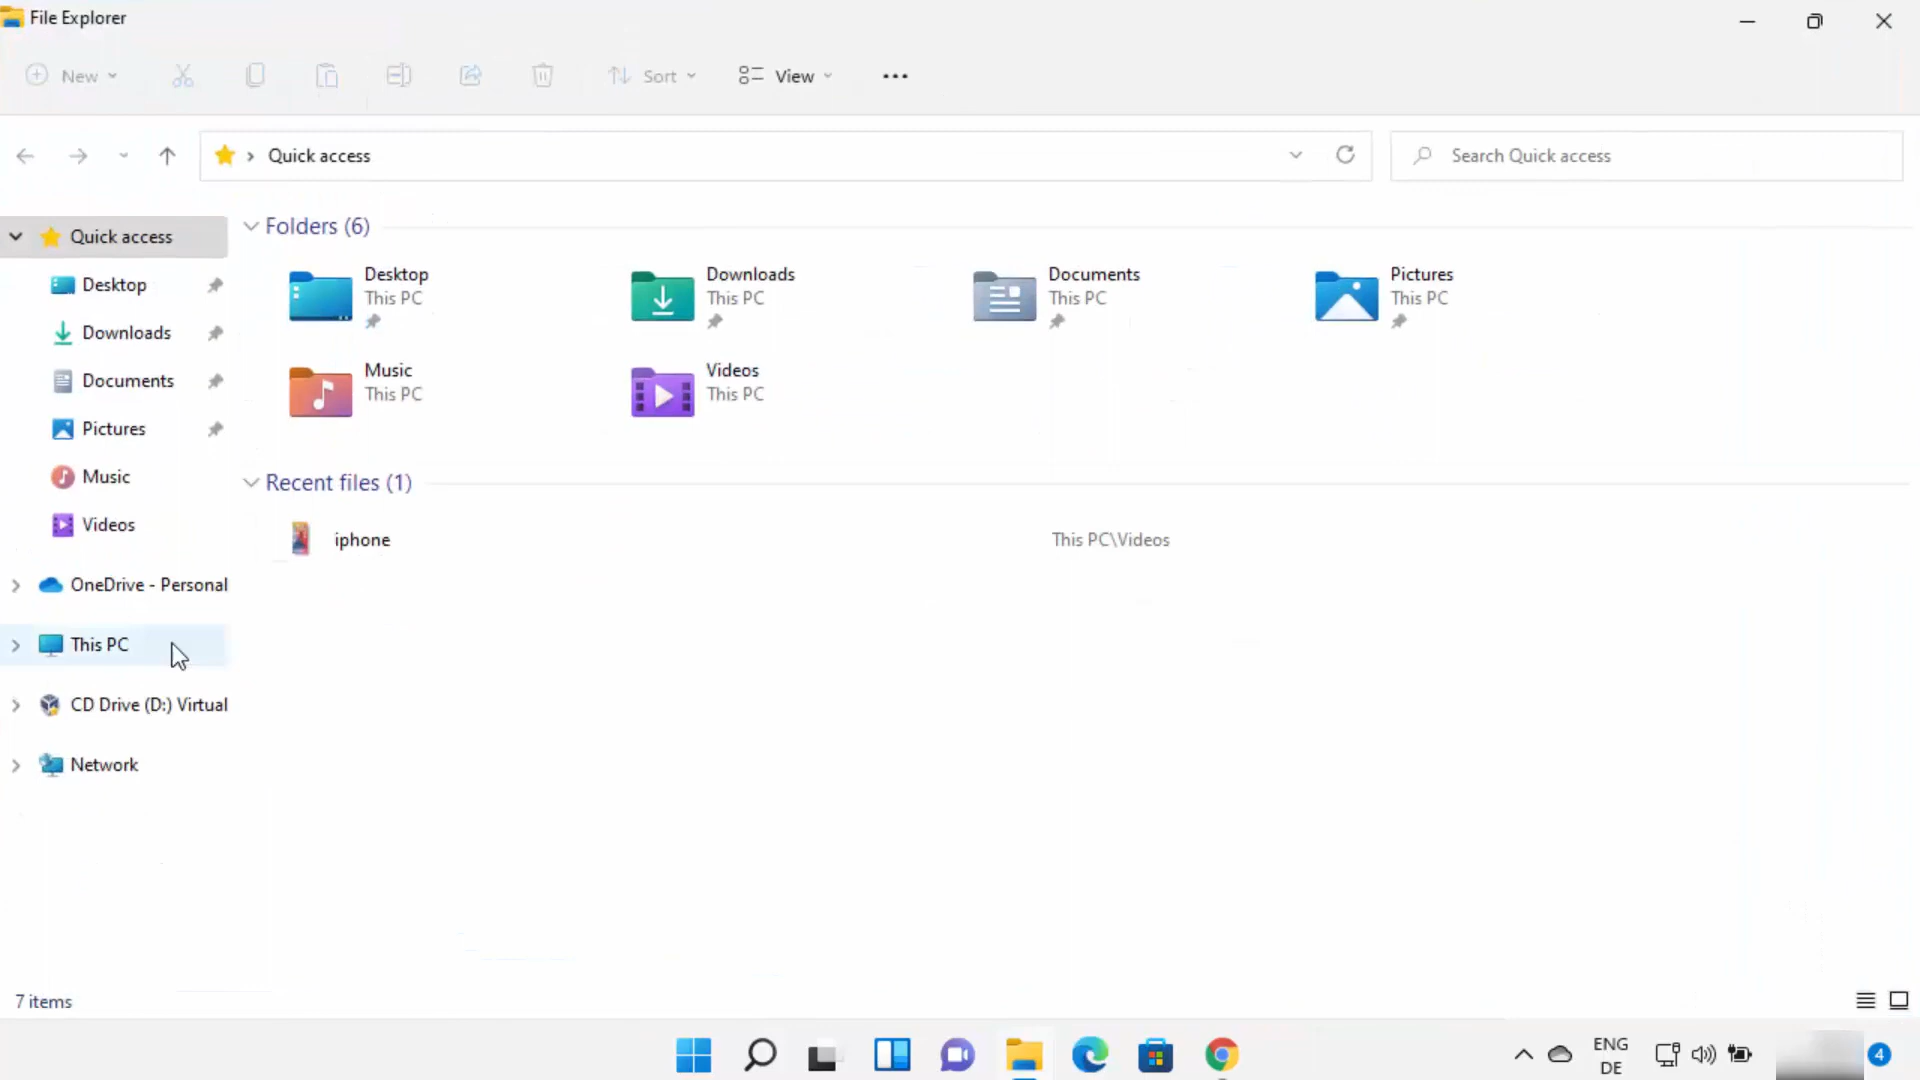 File Explorer
New
Sort
View
Quick access
Search Quick access
Quick access
Desktop
Downloads
Documents
Pictures
Music
Videos
OneDrive - Personal
This PC
CD Drive (D:) Virtual
Network
Folders (6)
Desktop
This PC
Downloads
This PC
Documents
This PC
Pictures
This PC
Music
This PC
Videos
This PC
Recent files (1)
iphone
This PC\Videos
7 items
ENG
DE
4